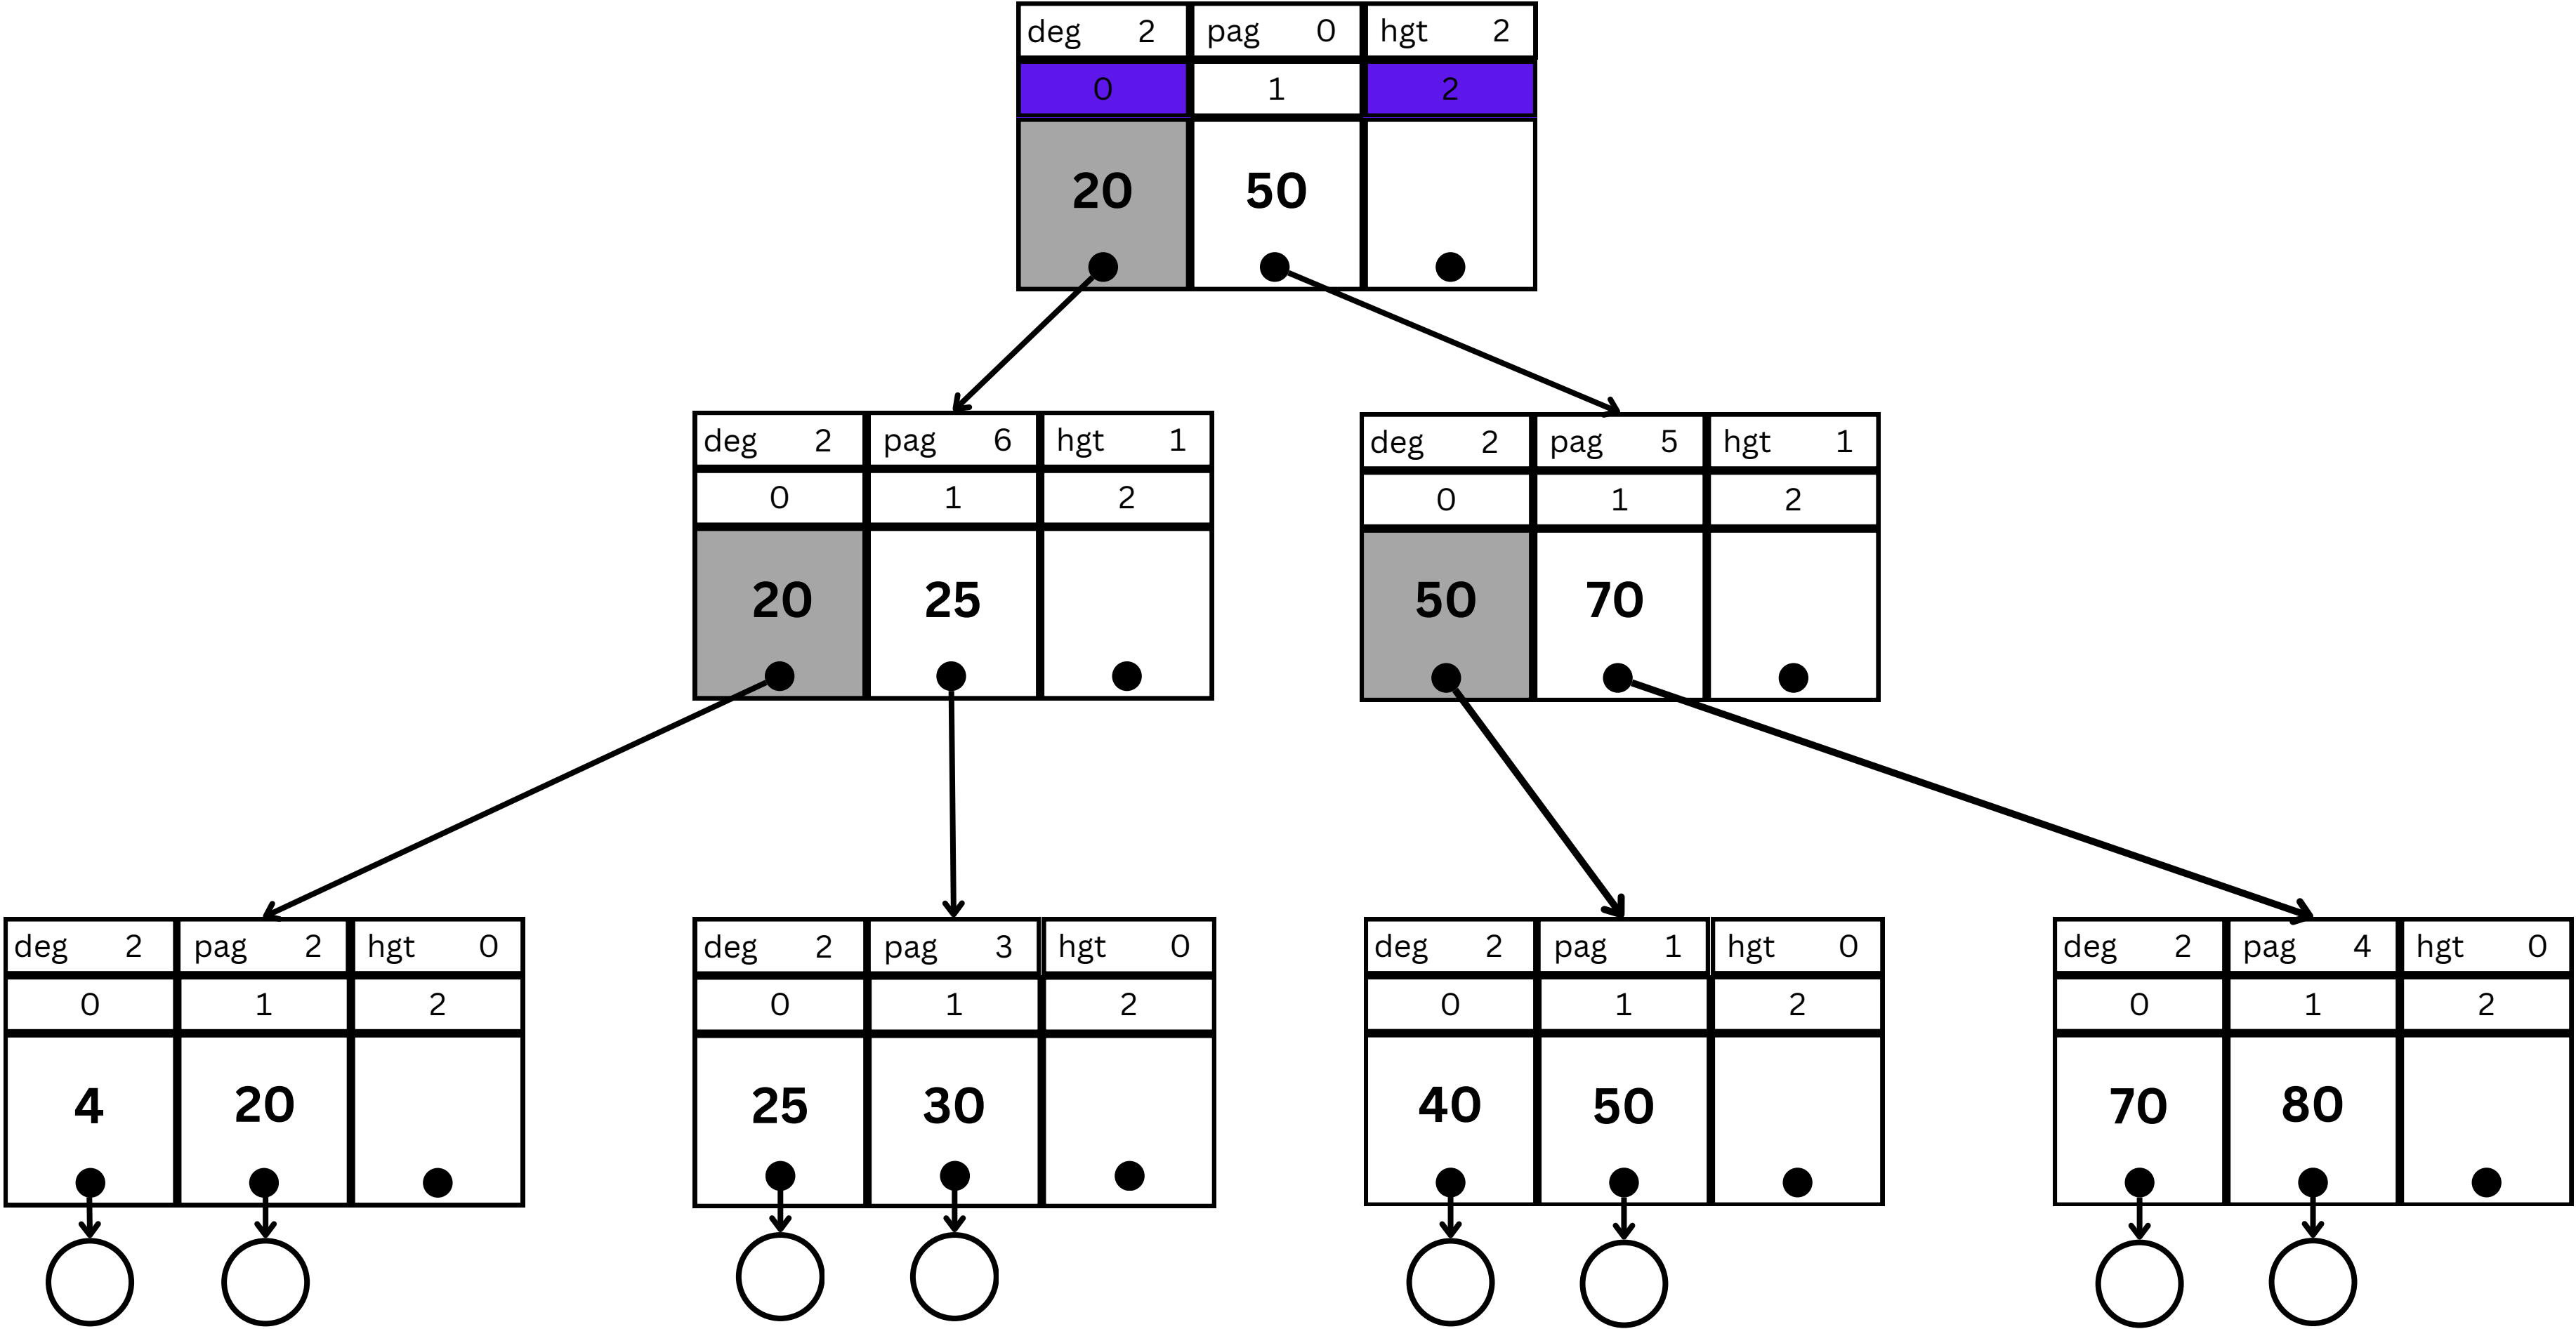 deg 2 pag 0 hgt 2
0 1 2
20 50
deg 2 pag 6 hgt 1
0 1 2
20 25
deg 2 pag 5 hgt 1
0 1 2
50 70
deg 2 pag 2 hgt 0
0 1 2
4 20
deg 2 pag 3 hgt 0
0 1 2
25 30
deg 2 pag 1 hgt 0
0 1 2
40 50
deg 2 pag 4 hgt 0
0 1 2
70 80